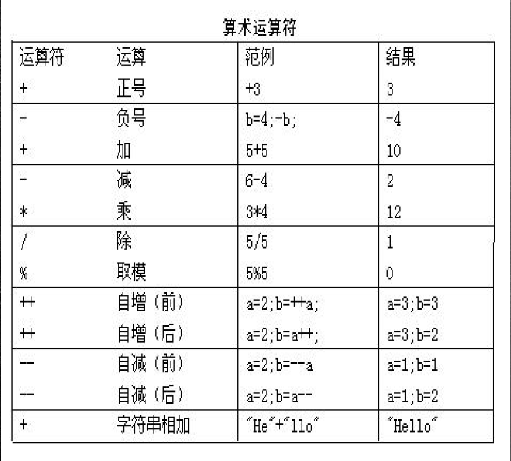 算术运算符
运算符 运算 范例 结果
+ 正号 +3 3
- 负号 b=4;-b; -4
+ 加 5+5 10
- 减 6-4 2
* 乘 3*4 12
/ 除 5/5 1
% 取模 5%5 0
++ 自增(前) a=2;b=++a; a=3;b=3
++ 自增(后) a=2;b=a++; a=3;b=2
-- 自减(前) a=2;b=--a a=1;b=1
-- 自减(后) a=2;b=a-- a=1;b=2
+ 字符串相加 "He"+"llo" "Hello"